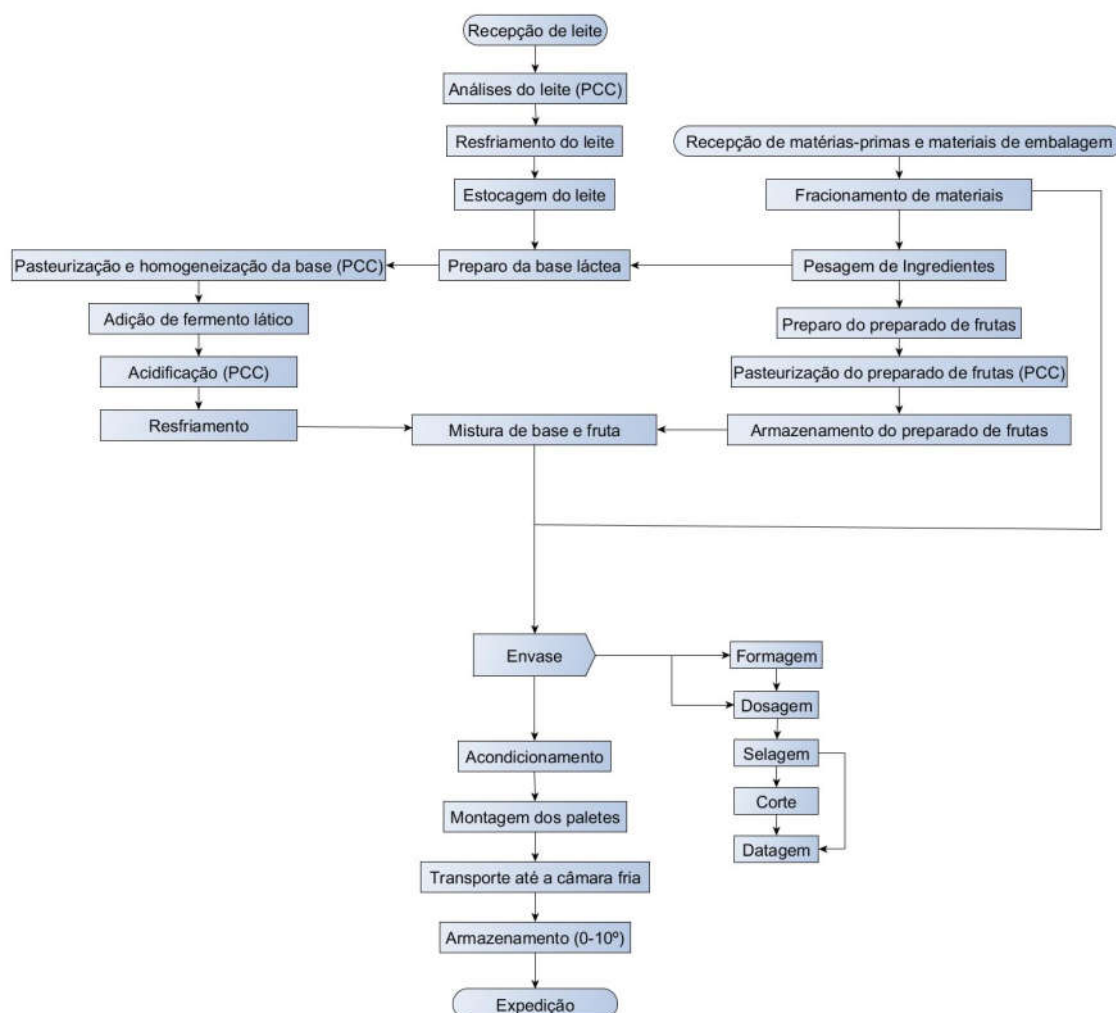 Recepção de leite
Análises do leite (PCC)
Resfriamento do leite
Recepção de matérias-primas e materiais de embalagem
Estocagem do leite
Fracionamento de materiais
Pasteurização e homogeneização da base (PCC)
Preparo da base láctea
Pesagem de Ingredientes
Adição de fermento lático
Preparo do preparado de frutas
Acidificação (PCC)
Pasteurização do preparado de frutas (PCC)
Resfriamento
Mistura de base e fruta
Armazenamento do preparado de frutas
Envase
Formagem
Dosagem
Acondicionamento
Selagem
Corte
Montagem dos paletes
Datagem
Transporte até a câmara fria
Armazenamento (0-10º)
Expedição